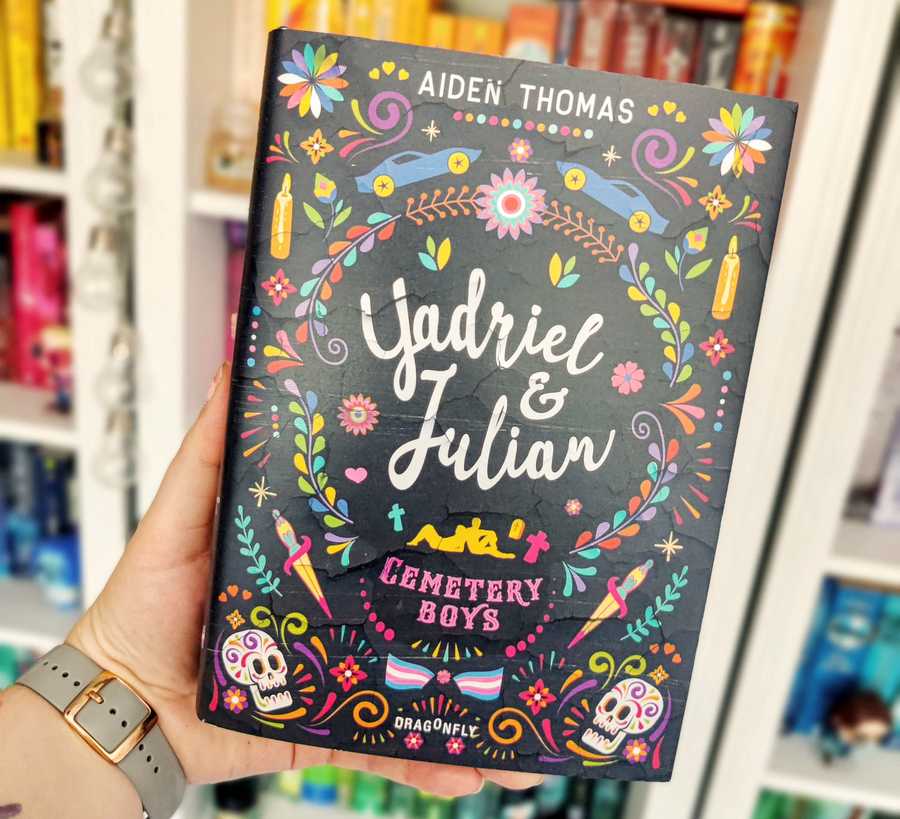 AIDEN THOMAS
Yadriel
&
Julian
CEMETERY
BOYS
DRAGONFLY